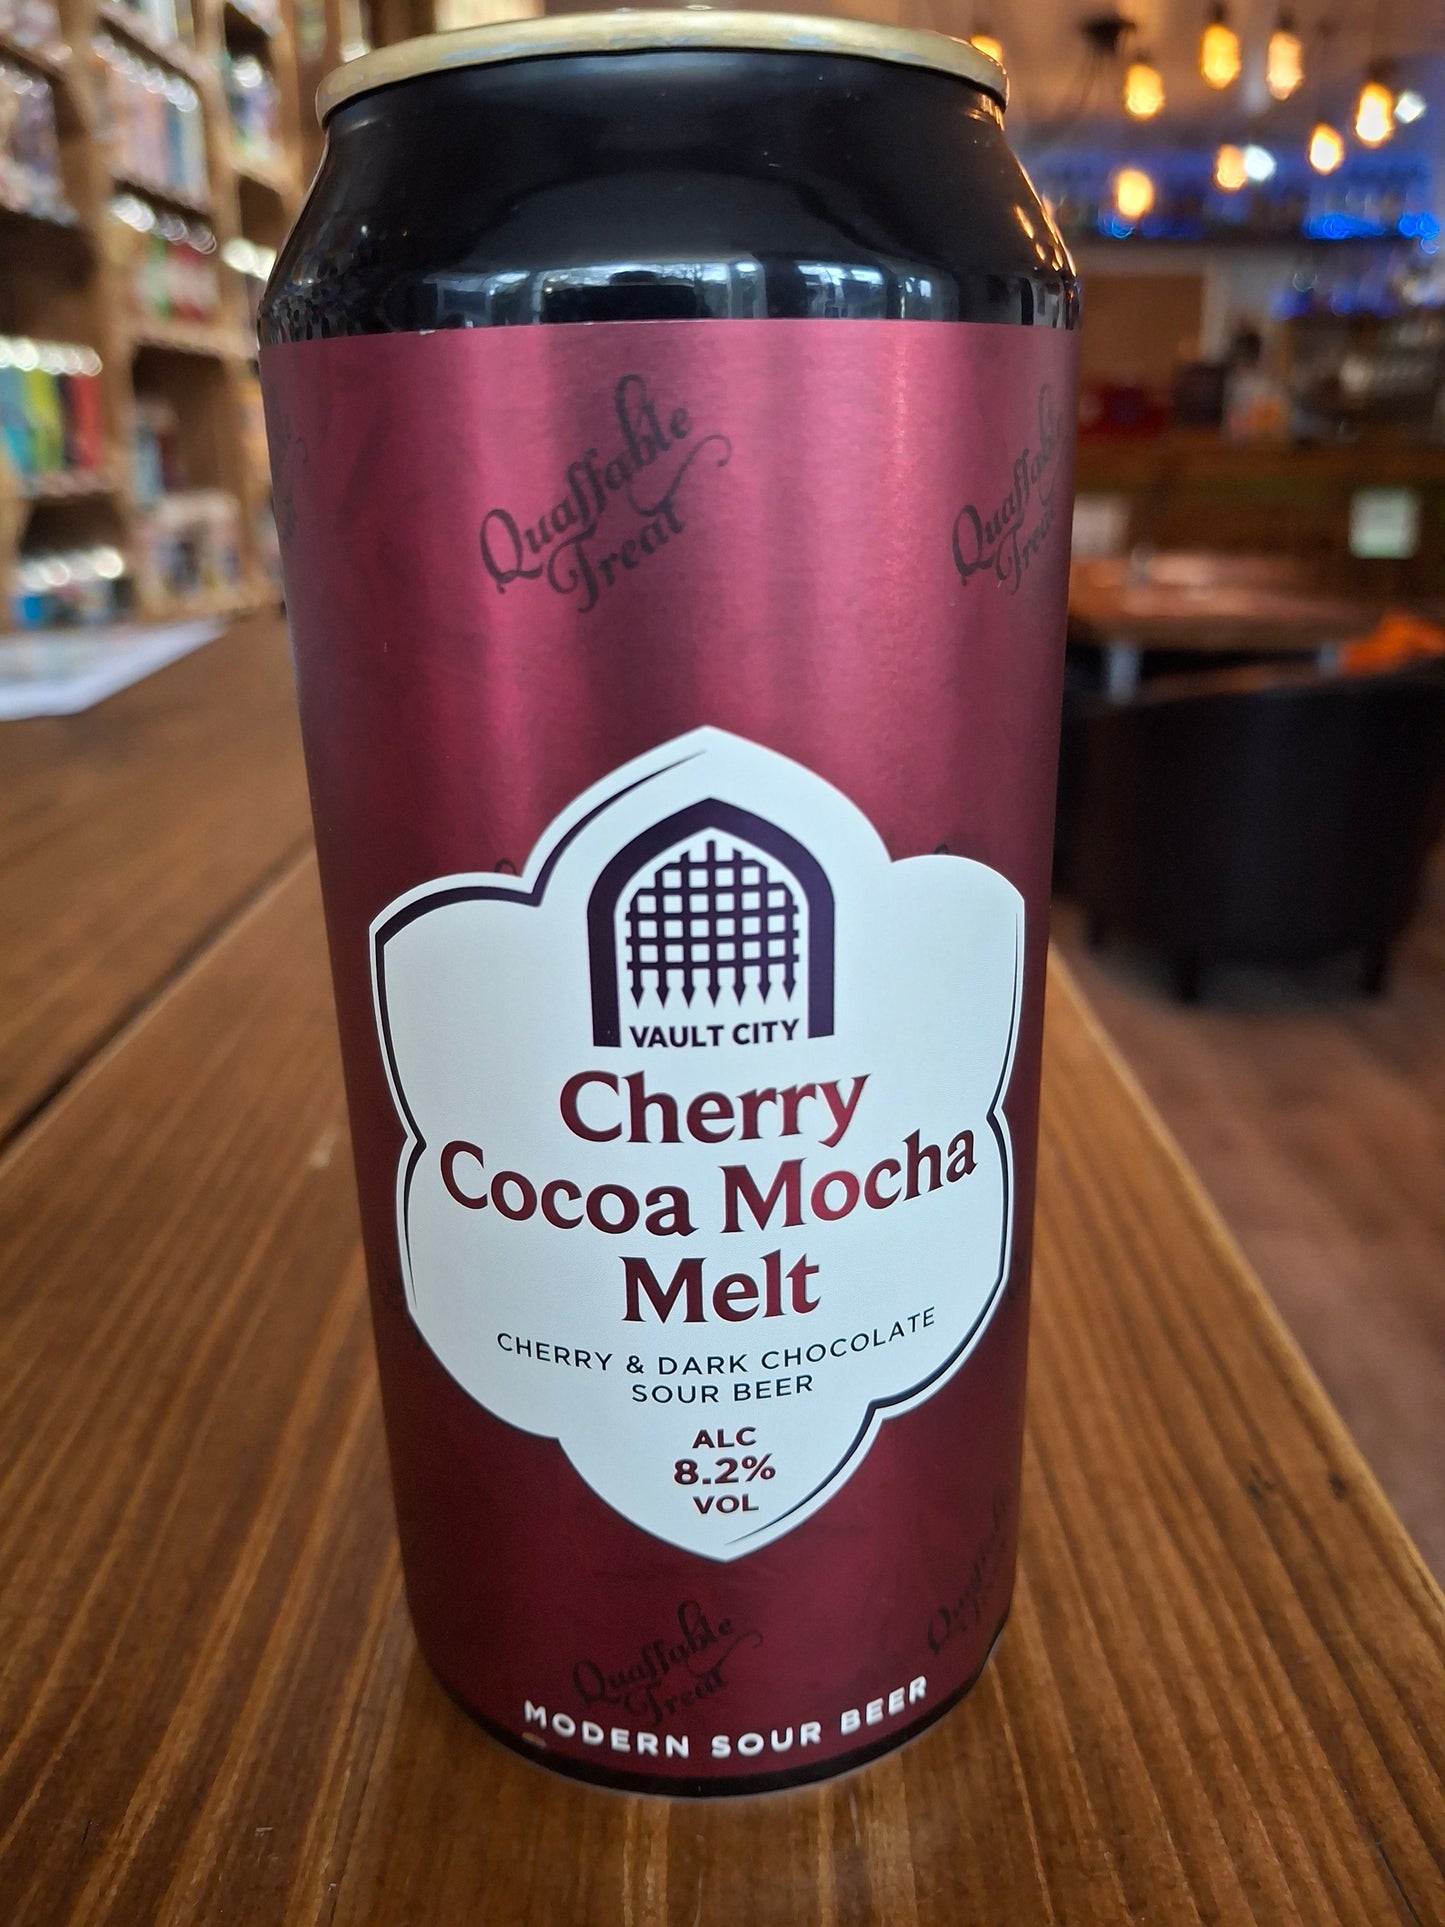 Quaffable
Treat
Quaffable
Treat
VAULT CITY
Cherry
Cocoa Mocha
Melt
CHERRY & DARK CHOCOLATE
SOUR BEER
ALC
8.2%
VOL
Quaffable
Treat
MODERN SOUR BEER